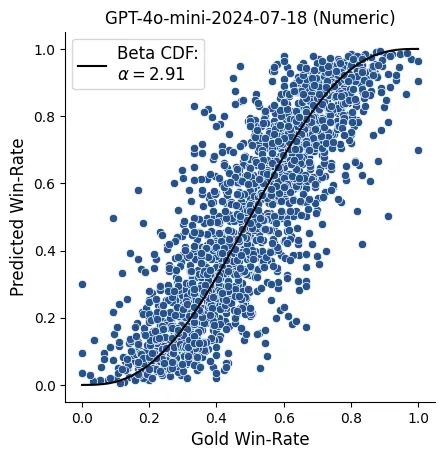 GPT-4o-mini-2024-07-18 (Numeric)
Beta CDF:
α = 2.91
Predicted Win-Rate
1.0
0.8
0.6
0.4
0.2
0.0
0.0 0.2 0.4 0.6 0.8 1.0
Gold Win-Rate